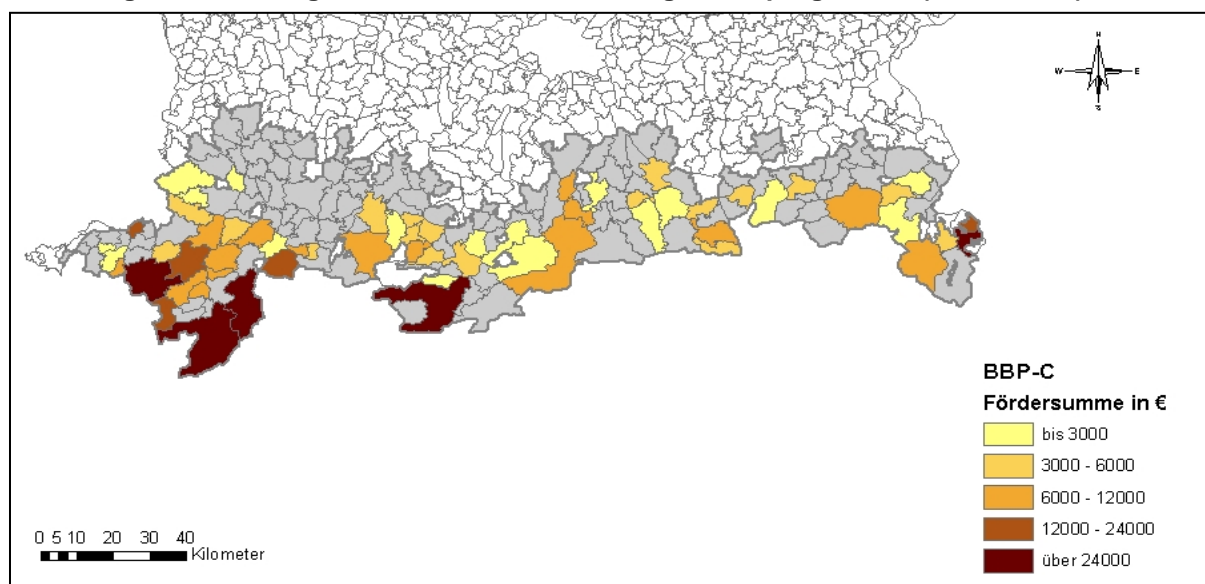 N
W E
S
BBP-C
Fördersumme in €
bis 3000
3000 - 6000
6000 - 12000
12000 - 24000
über 24000
0 5 10 20 30 40
Kilometer